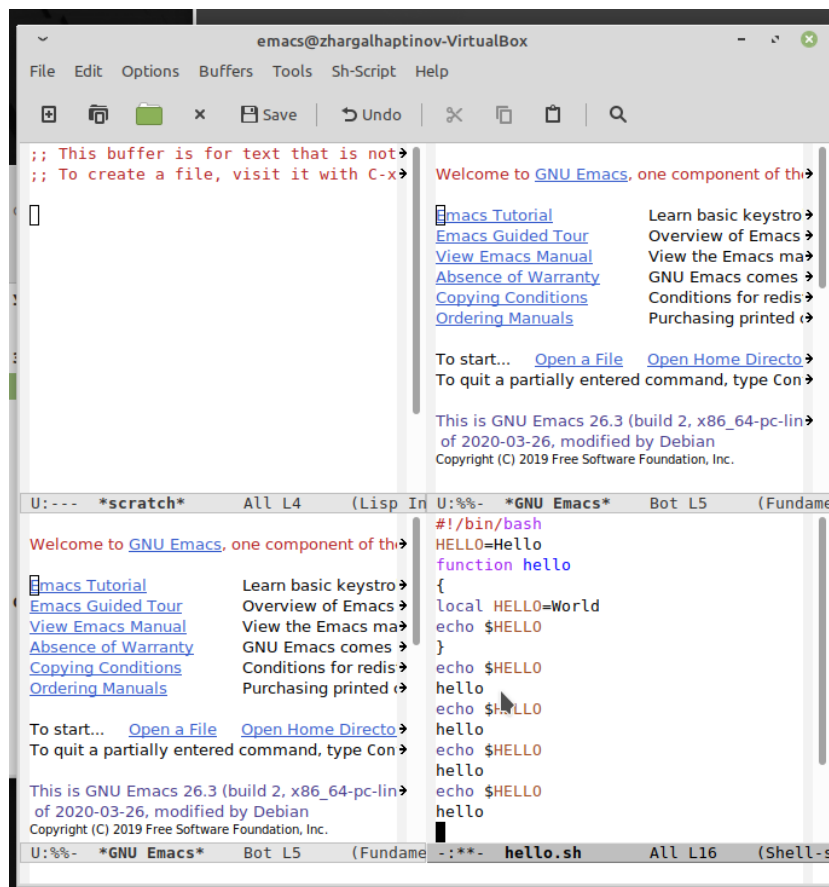 emacs@zhargalhaptinov-VirtualBox
File Edit Options Buffers Tools Sh-Script Help
Save Undo
;; This buffer is for text that is not
;; To create a file, visit it with C-x
U:--- *scratch* All L4 (Lisp In
Welcome to GNU Emacs, one component of the
Emacs Tutorial Learn basic keystro
Emacs Guided Tour Overview of Emacs
View Emacs Manual View the Emacs ma
Absence of Warranty GNU Emacs comes
Copying Conditions Conditions for redis
Ordering Manuals Purchasing printed
To start... Open a File Open Home Directo
To quit a partially entered command, type Con
This is GNU Emacs 26.3 (build 2, x86_64-pc-lin
of 2020-03-26, modified by Debian
Copyright (C) 2019 Free Software Foundation, Inc.
U:%%- *GNU Emacs* Bot L5 (Fundame
Welcome to GNU Emacs, one component of the
Emacs Tutorial Learn basic keystro
Emacs Guided Tour Overview of Emacs
View Emacs Manual View the Emacs ma
Absence of Warranty GNU Emacs comes
Copying Conditions Conditions for redis
Ordering Manuals Purchasing printed
To start... Open a File Open Home Directo
To quit a partially entered command, type Con
This is GNU Emacs 26.3 (build 2, x86_64-pc-lin
of 2020-03-26, modified by Debian
Copyright (C) 2019 Free Software Foundation, Inc.
U:%%- *GNU Emacs* Bot L5 (Fundame
#!/bin/bash
HELLO=Hello
function hello
{
local HELLO=World
echo $HELLO
}
echo $HELLO
hello
echo $HELLO
hello
echo $HELLO
hello
echo $HELLO
hello
-:**- hello.sh All L16 (Shell-s